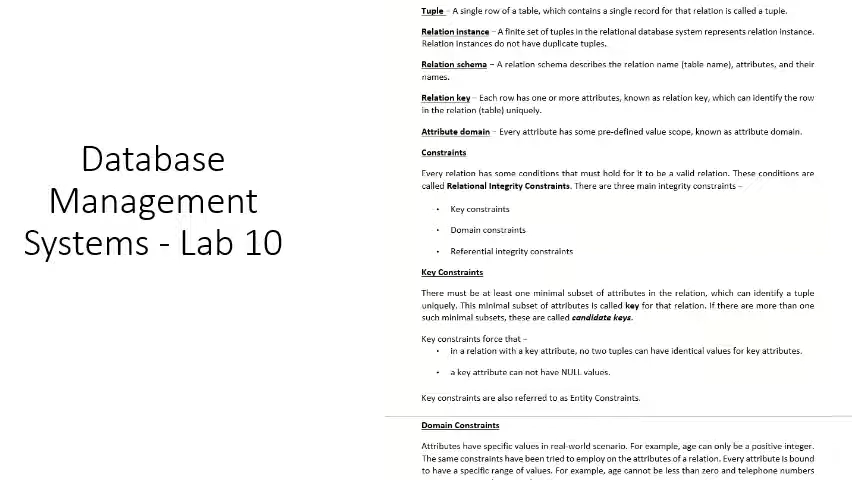 Database
Management
Systems - Lab 10
Tuple – A single row of a table, which contains a single record for that relation is called a tuple.
Relation instance – A finite set of tuples in the relational database system represents relation instance.
Relation instances do not have duplicate tuples.
Relation schema – A relation schema describes the relation name (table name), attributes, and their
names.
Relation key – Each row has one or more attributes, known as relation key, which can identify the row
in the relation (table) uniquely.
Attribute domain – Every attribute has some pre-defined value scope, known as attribute domain.
Constraints
Every relation has some conditions that must hold for it to be a valid relation. These conditions are
called Relational Integrity Constraints. There are three main integrity constraints –
• Key constraints
• Domain constraints
• Referential integrity constraints
Key Constraints
There must be at least one minimal subset of attributes in the relation, which can identify a tuple
uniquely. This minimal subset of attributes is called key for that relation. If there are more than one
such minimal subsets, these are called candidate keys.
Key constraints force that –
• in a relation with a key attribute, no two tuples can have identical values for key attributes.
• a key attribute can not have NULL values.
Key constraints are also referred to as Entity Constraints.
Domain Constraints
Attributes have specific values in real-world scenario. For example, age can only be a positive integer.
The same constraints have been tried to employ on the attributes of a relation. Every attribute is bound
to have a specific range of values. For example, age cannot be less than zero and telephone numbers